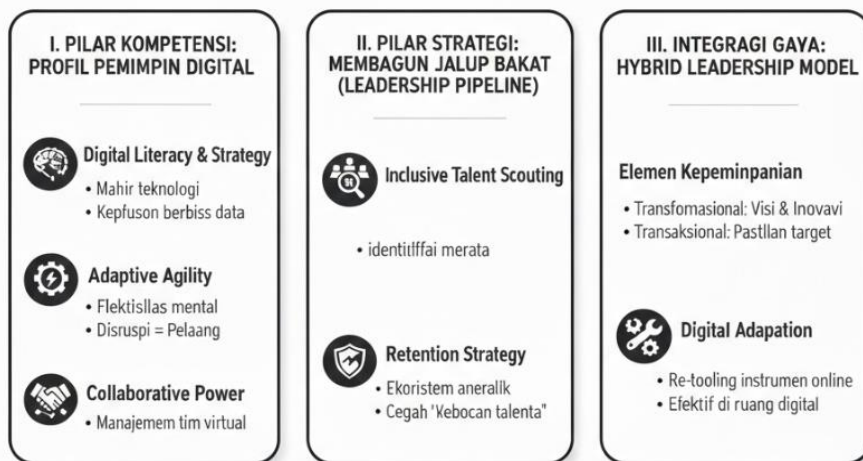 I. PILAR KOMPETENSI:
PROFIL PEMIMPIN DIGITAL
Digital Literacy & Strategy
• Mahir teknologi
• Kepfuson berbiss data
Adaptive Agility
• Flektisllas mental
• Disruspi = Pelaang
Collaborative Power
• Manajemem tim virtual
II. PILAR STRATEGI:
MEMBAGUN JALUP BAKAT
(LEADERSHIP PIPELINE)
Inclusive Talent Scouting
• identitlffai merata
Retention Strategy
• Ekoristem aneralik
• Cegah 'Kebocan talenta"
III. INTEGRAGI GAYA:
HYBRID LEADERSHIP MODEL
Elemen Kepeminpanian
• Transfomasional: Visi & Inovavi
• Transaksional: Pastllan target
Digital Adapation
• Re-tooling instrumen online
• Efektif di ruang digital